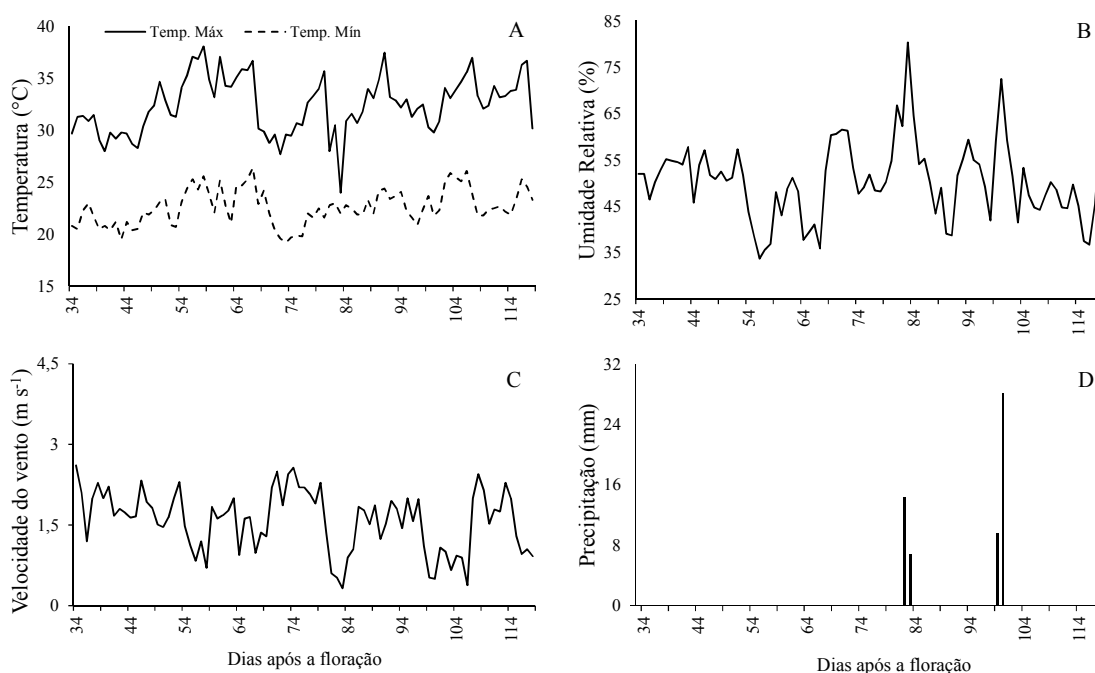 40
35
30
25
20
15
Temperatura (°C)
Temp. Máx Temp. Mín
A
34 44 54 64 74 84 94 104 114
85
75
65
55
45
35
25
Umidade Relativa (%)
B
34 44 54 64 74 84 94 104 114
4,5
3
1,5
0
Velocidade do vento (m s⁻¹)
C
34 44 54 64 74 84 94 104 114
Dias após a floração
32
24
16
8
0
Precipitação (mm)
D
34 44 54 64 74 84 94 104 114
Dias após a floração